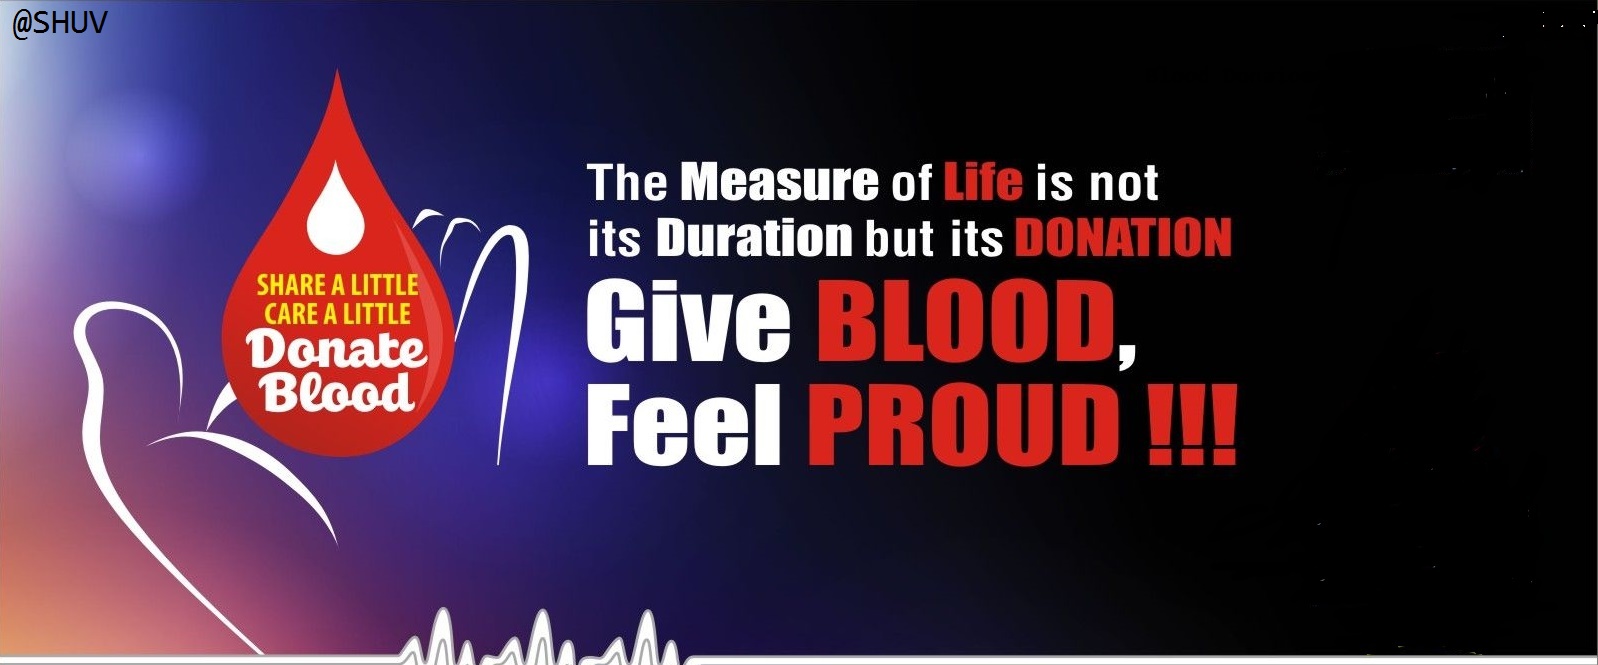 @SHUV
SHARE A LITTLE
CARE A LITTLE
Donate
Blood
The Measure of Life is not
its Duration but its DONATION
Give BLOOD,
Feel PROUD !!!